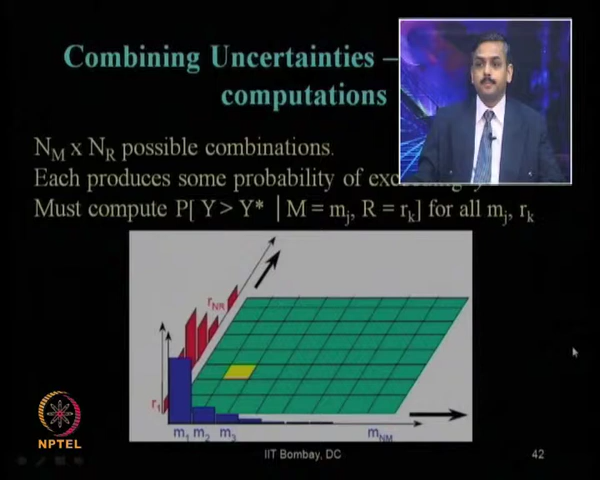 Combining Uncertainties –
computations
N_M x N_R possible combinations.
Each produces some probability of
Must compute P[ Y > Y* | M = m_j, R = r_k] for all m_j, r_k
r_NR
r_1
m_1 m_2 m_3 m_NM
NPTEL
IIT Bombay, DC
42